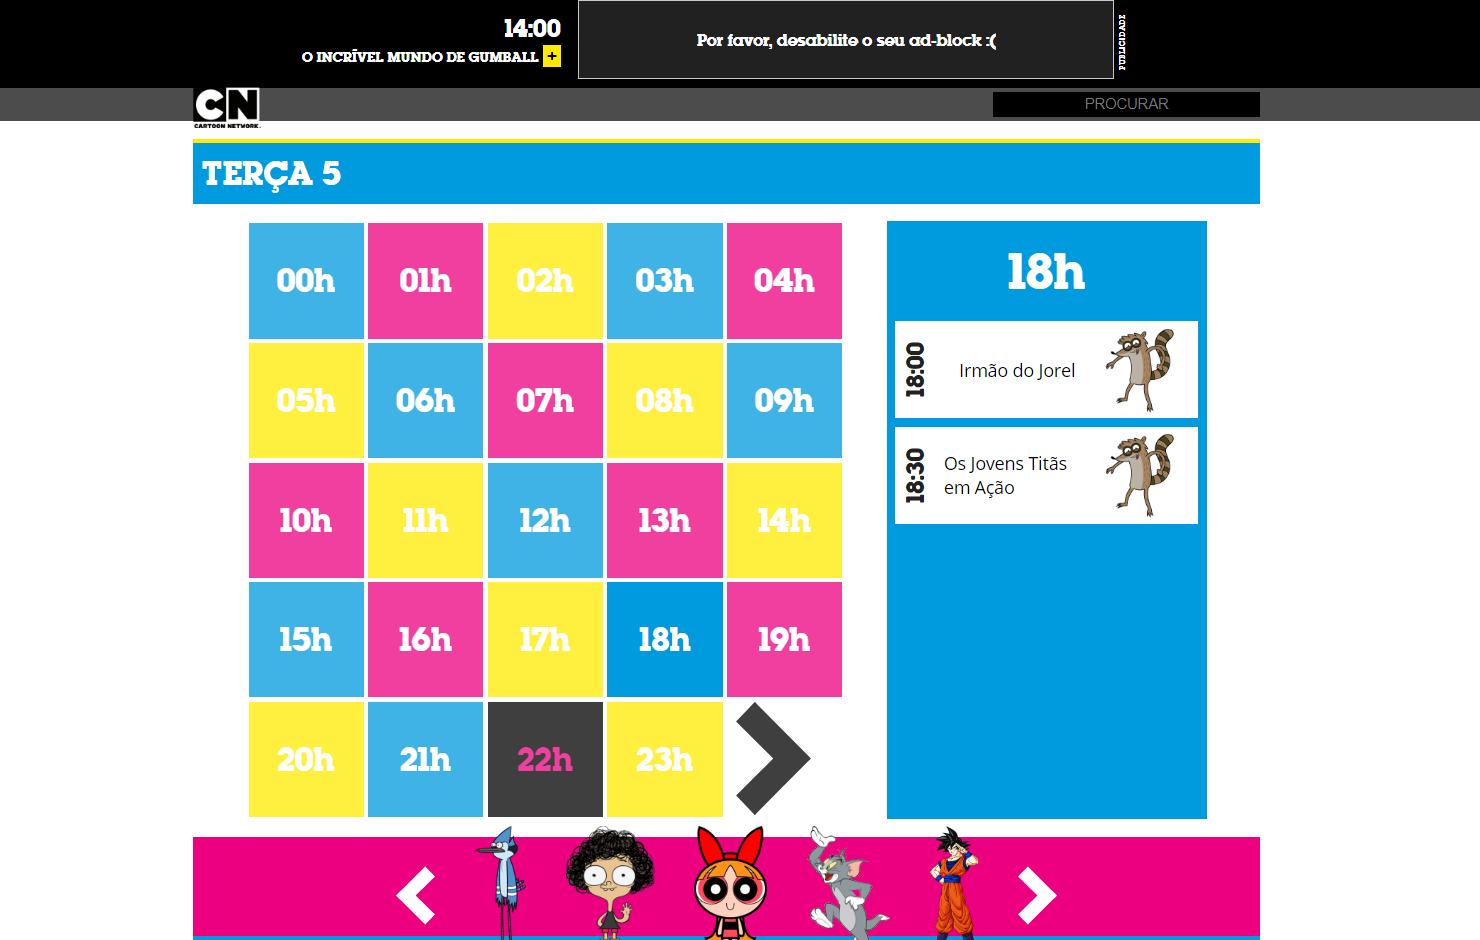 14:00
O INCRÍVEL MUNDO DE GUMBALL +
Por favor, desabilite o seu ad-block :(
PUBLICIDADE
CN
CARTOON NETWORK.
PROCURAR
TERÇA 5
00h 01h 02h 03h 04h
05h 06h 07h 08h 09h
10h 11h 12h 13h 14h
15h 16h 17h 18h 19h
20h 21h 22h 23h
18h
18:00
Irmão do Jorel
18:30
Os Jovens Titãs
em Ação